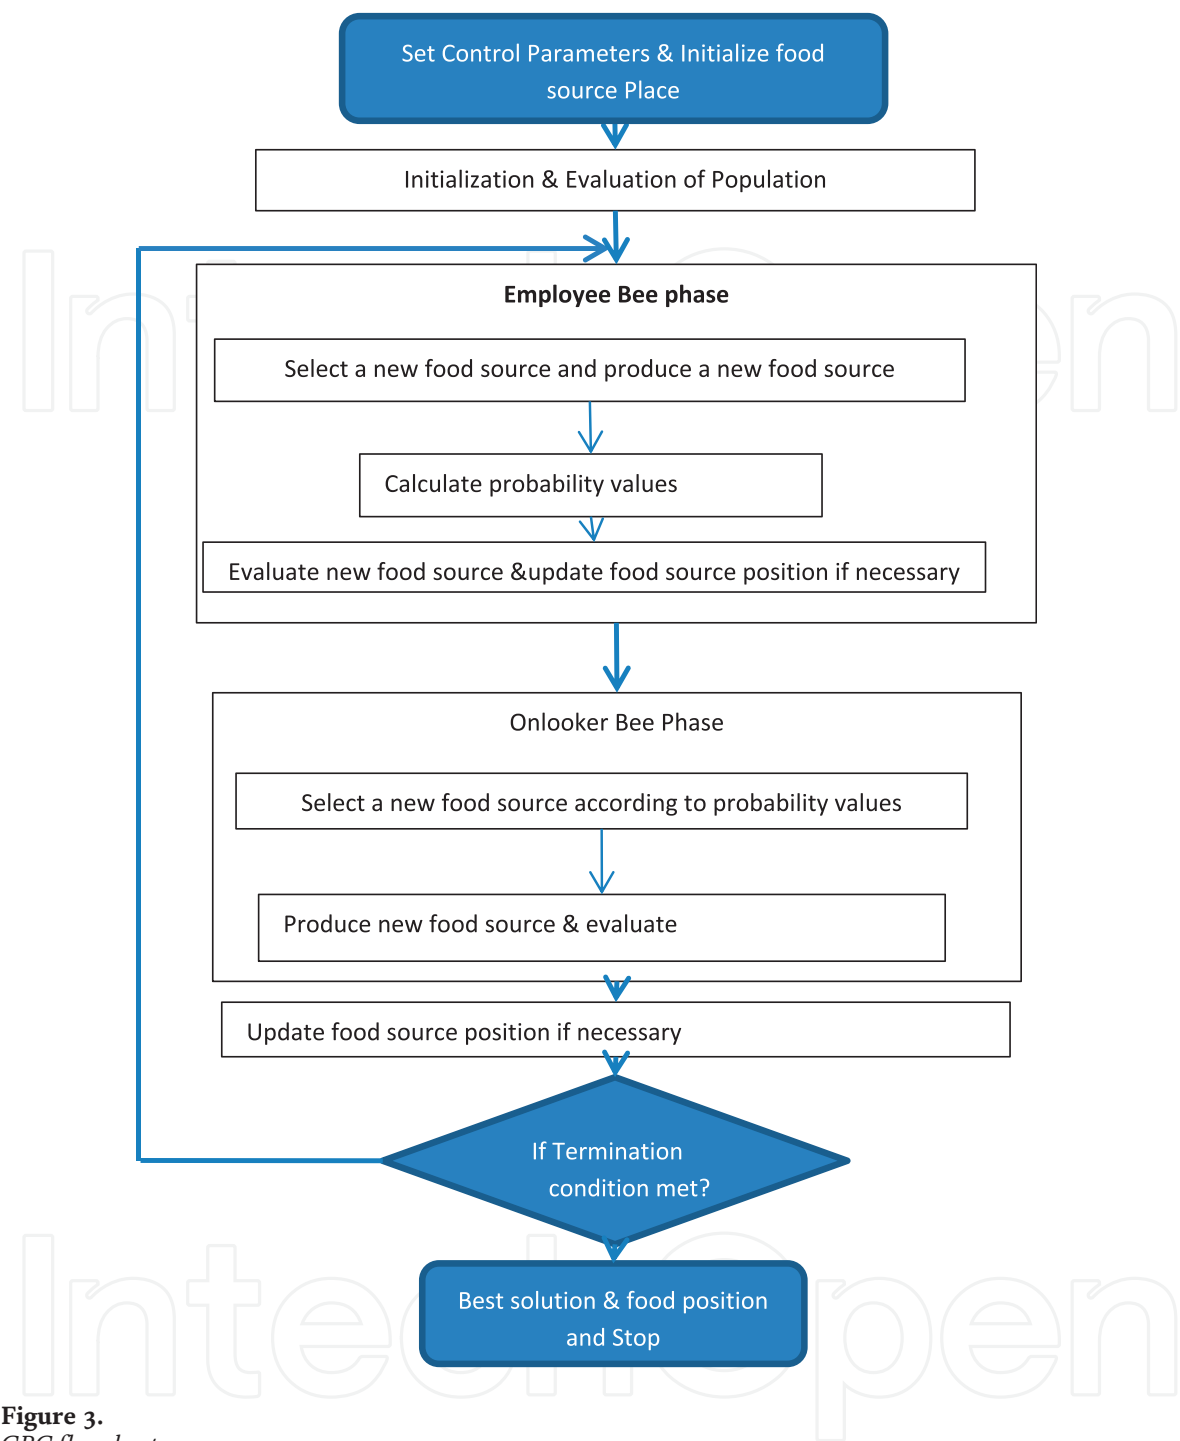 Set Control Parameters & Initialize food
source Place
Initialization & Evaluation of Population
Employee Bee phase
Select a new food source and produce a new food source
Calculate probability values
Evaluate new food source &update food source position if necessary
Onlooker Bee Phase
Select a new food source according to probability values
Produce new food source & evaluate
Update food source position if necessary
If Termination
condition met?
Best solution & food position
and Stop
IntechOpen
Figure 3.